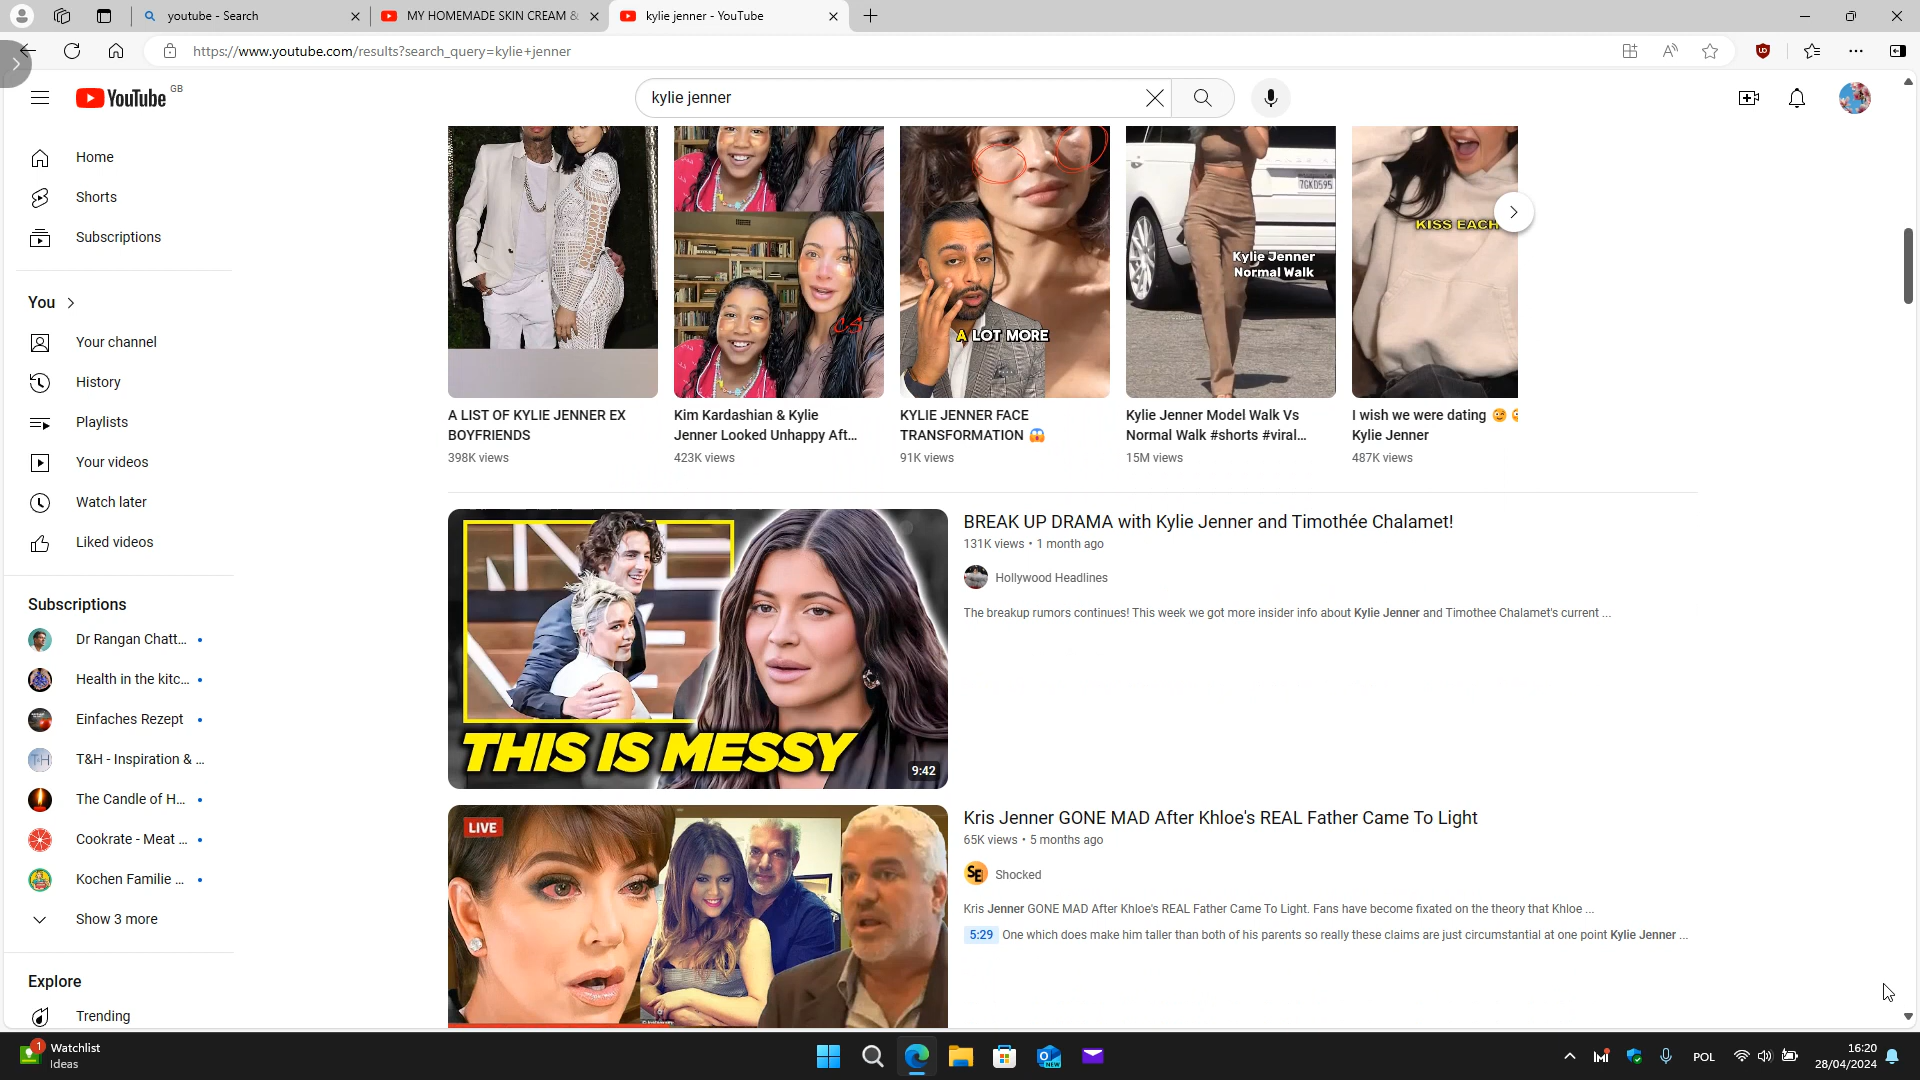 youtube - Search
MY HOMEMADE SKIN CREAM &
kylie jenner - YouTube
https://www.youtube.com/results?search_query=kylie+jenner
YouTube GB
kylie jenner
Home
Shorts
Subscriptions
You
Your channel
History
Playlists
Your videos
Watch later
Liked videos
Subscriptions
Dr Rangan Chatt...
Health in the kitc...
Einfaches Rezept
T&H - Inspiration & ...
The Candle of H...
Cookrate - Meat ...
Kochen Familie ...
Show 3 more
Explore
Trending
A LOT MORE
7GKD595
Kylie Jenner
Normal Walk
KISS EACH
A LIST OF KYLIE JENNER EX
BOYFRIENDS
398K views
Kim Kardashian & Kylie
Jenner Looked Unhappy Aft...
423K views
KYLIE JENNER FACE
TRANSFORMATION 😱
91K views
Kylie Jenner Model Walk Vs
Normal Walk #shorts #viral...
15M views
I wish we were dating 😉
Kylie Jenner
487K views
THIS IS MESSY
9:42
BREAK UP DRAMA with Kylie Jenner and Timothée Chalamet!
131K views • 1 month ago
Hollywood Headlines
The breakup rumors continues! This week we got more insider info about Kylie Jenner and Timothee Chalamet's current ...
LIVE
Kris Jenner GONE MAD After Khloe's REAL Father Came To Light
65K views • 5 months ago
SE
Shocked
Kris Jenner GONE MAD After Khloe's REAL Father Came To Light. Fans have become fixated on the theory that Khloe ...
5:29 One which does make him taller than both of his parents so really these claims are just circumstantial at one point Kylie Jenner ...
1
Watchlist
Ideas
NEW
POL
16:20
28/04/2024